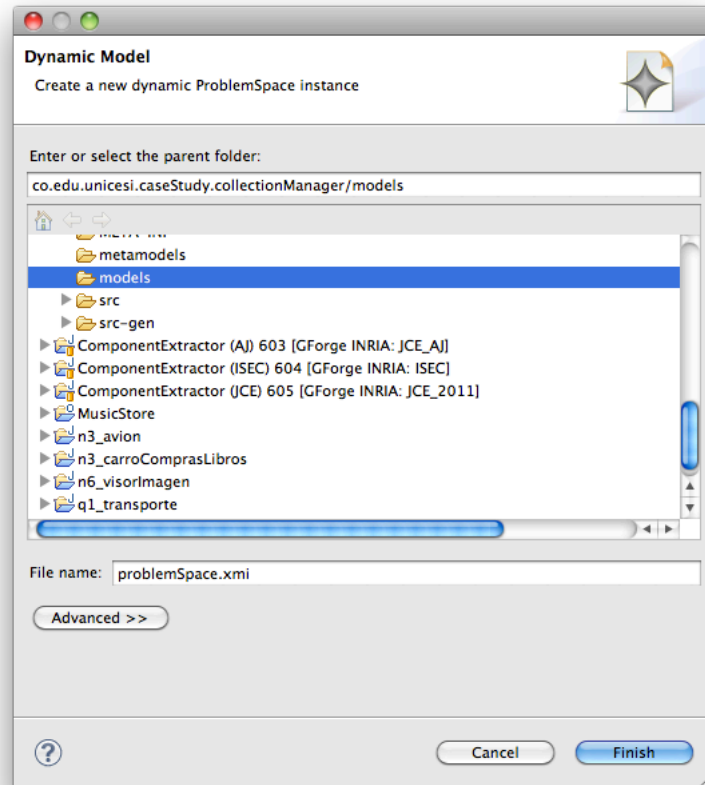 Dynamic Model
Create a new dynamic ProblemSpace instance
Enter or select the parent folder:
co.edu.unicesi.caseStudy.collectionManager/models
metamodels
models
src
src-gen
ComponentExtractor (AJ) 603 [GForge INRIA: JCE_AJ]
ComponentExtractor (ISEC) 604 [GForge INRIA: ISEC]
ComponentExtractor (JCE) 605 [GForge INRIA: JCE_2011]
MusicStore
n3_avion
n3_carroComprasLibros
n6_visorImagen
q1_transporte
File name: problemSpace.xmi
Advanced >>
? Cancel Finish